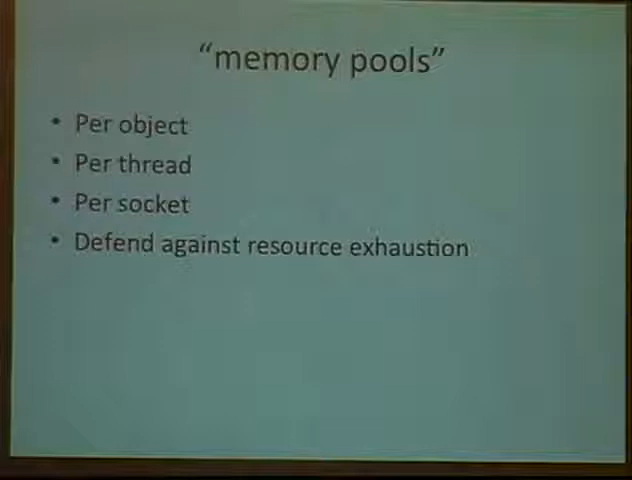 “memory pools”
• Per object
• Per thread
• Per socket
• Defend against resource exhaustion